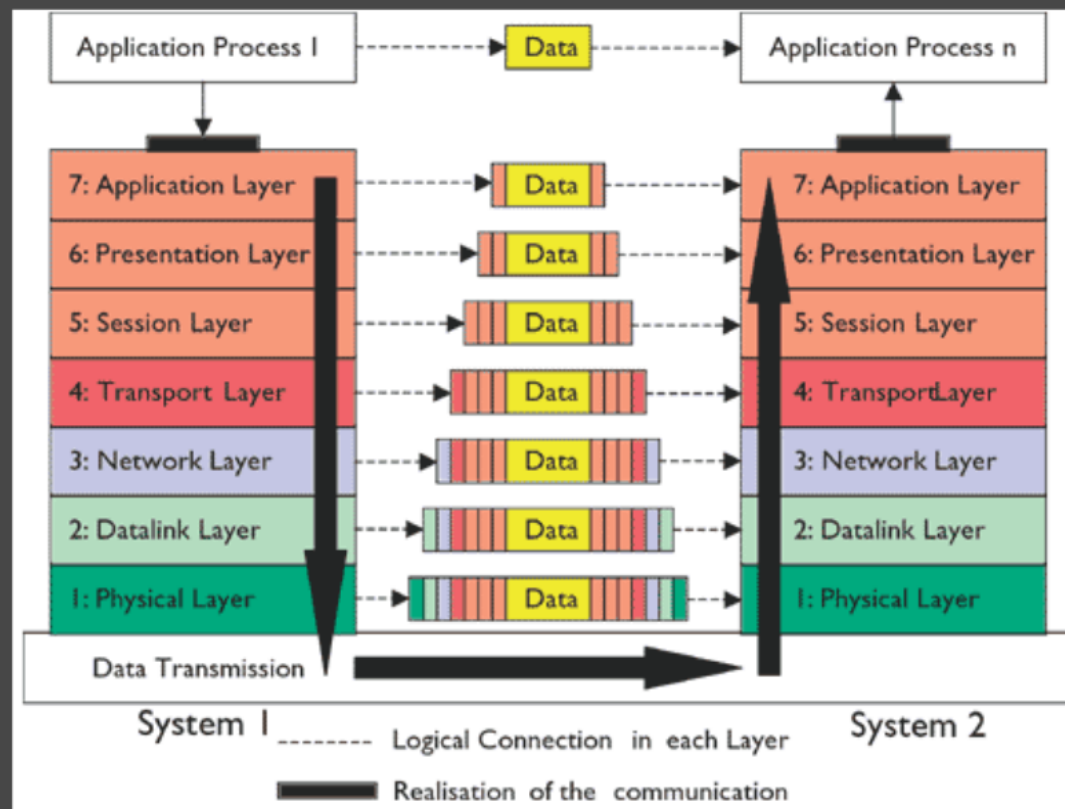 Application Process 1 Data Application Process n
7: Application Layer Data 7: Application Layer
6: Presentation Layer Data 6: Presentation Layer
5: Session Layer Data 5: Session Layer
4: Transport Layer Data 4: TransportLayer
3: Network Layer Data 3: Network Layer
2: Datalink Layer Data 2: Datalink Layer
1: Physical Layer Data 1: Physical Layer
Data Transmission
System 1 System 2
Logical Connection in each Layer
Realisation of the communication